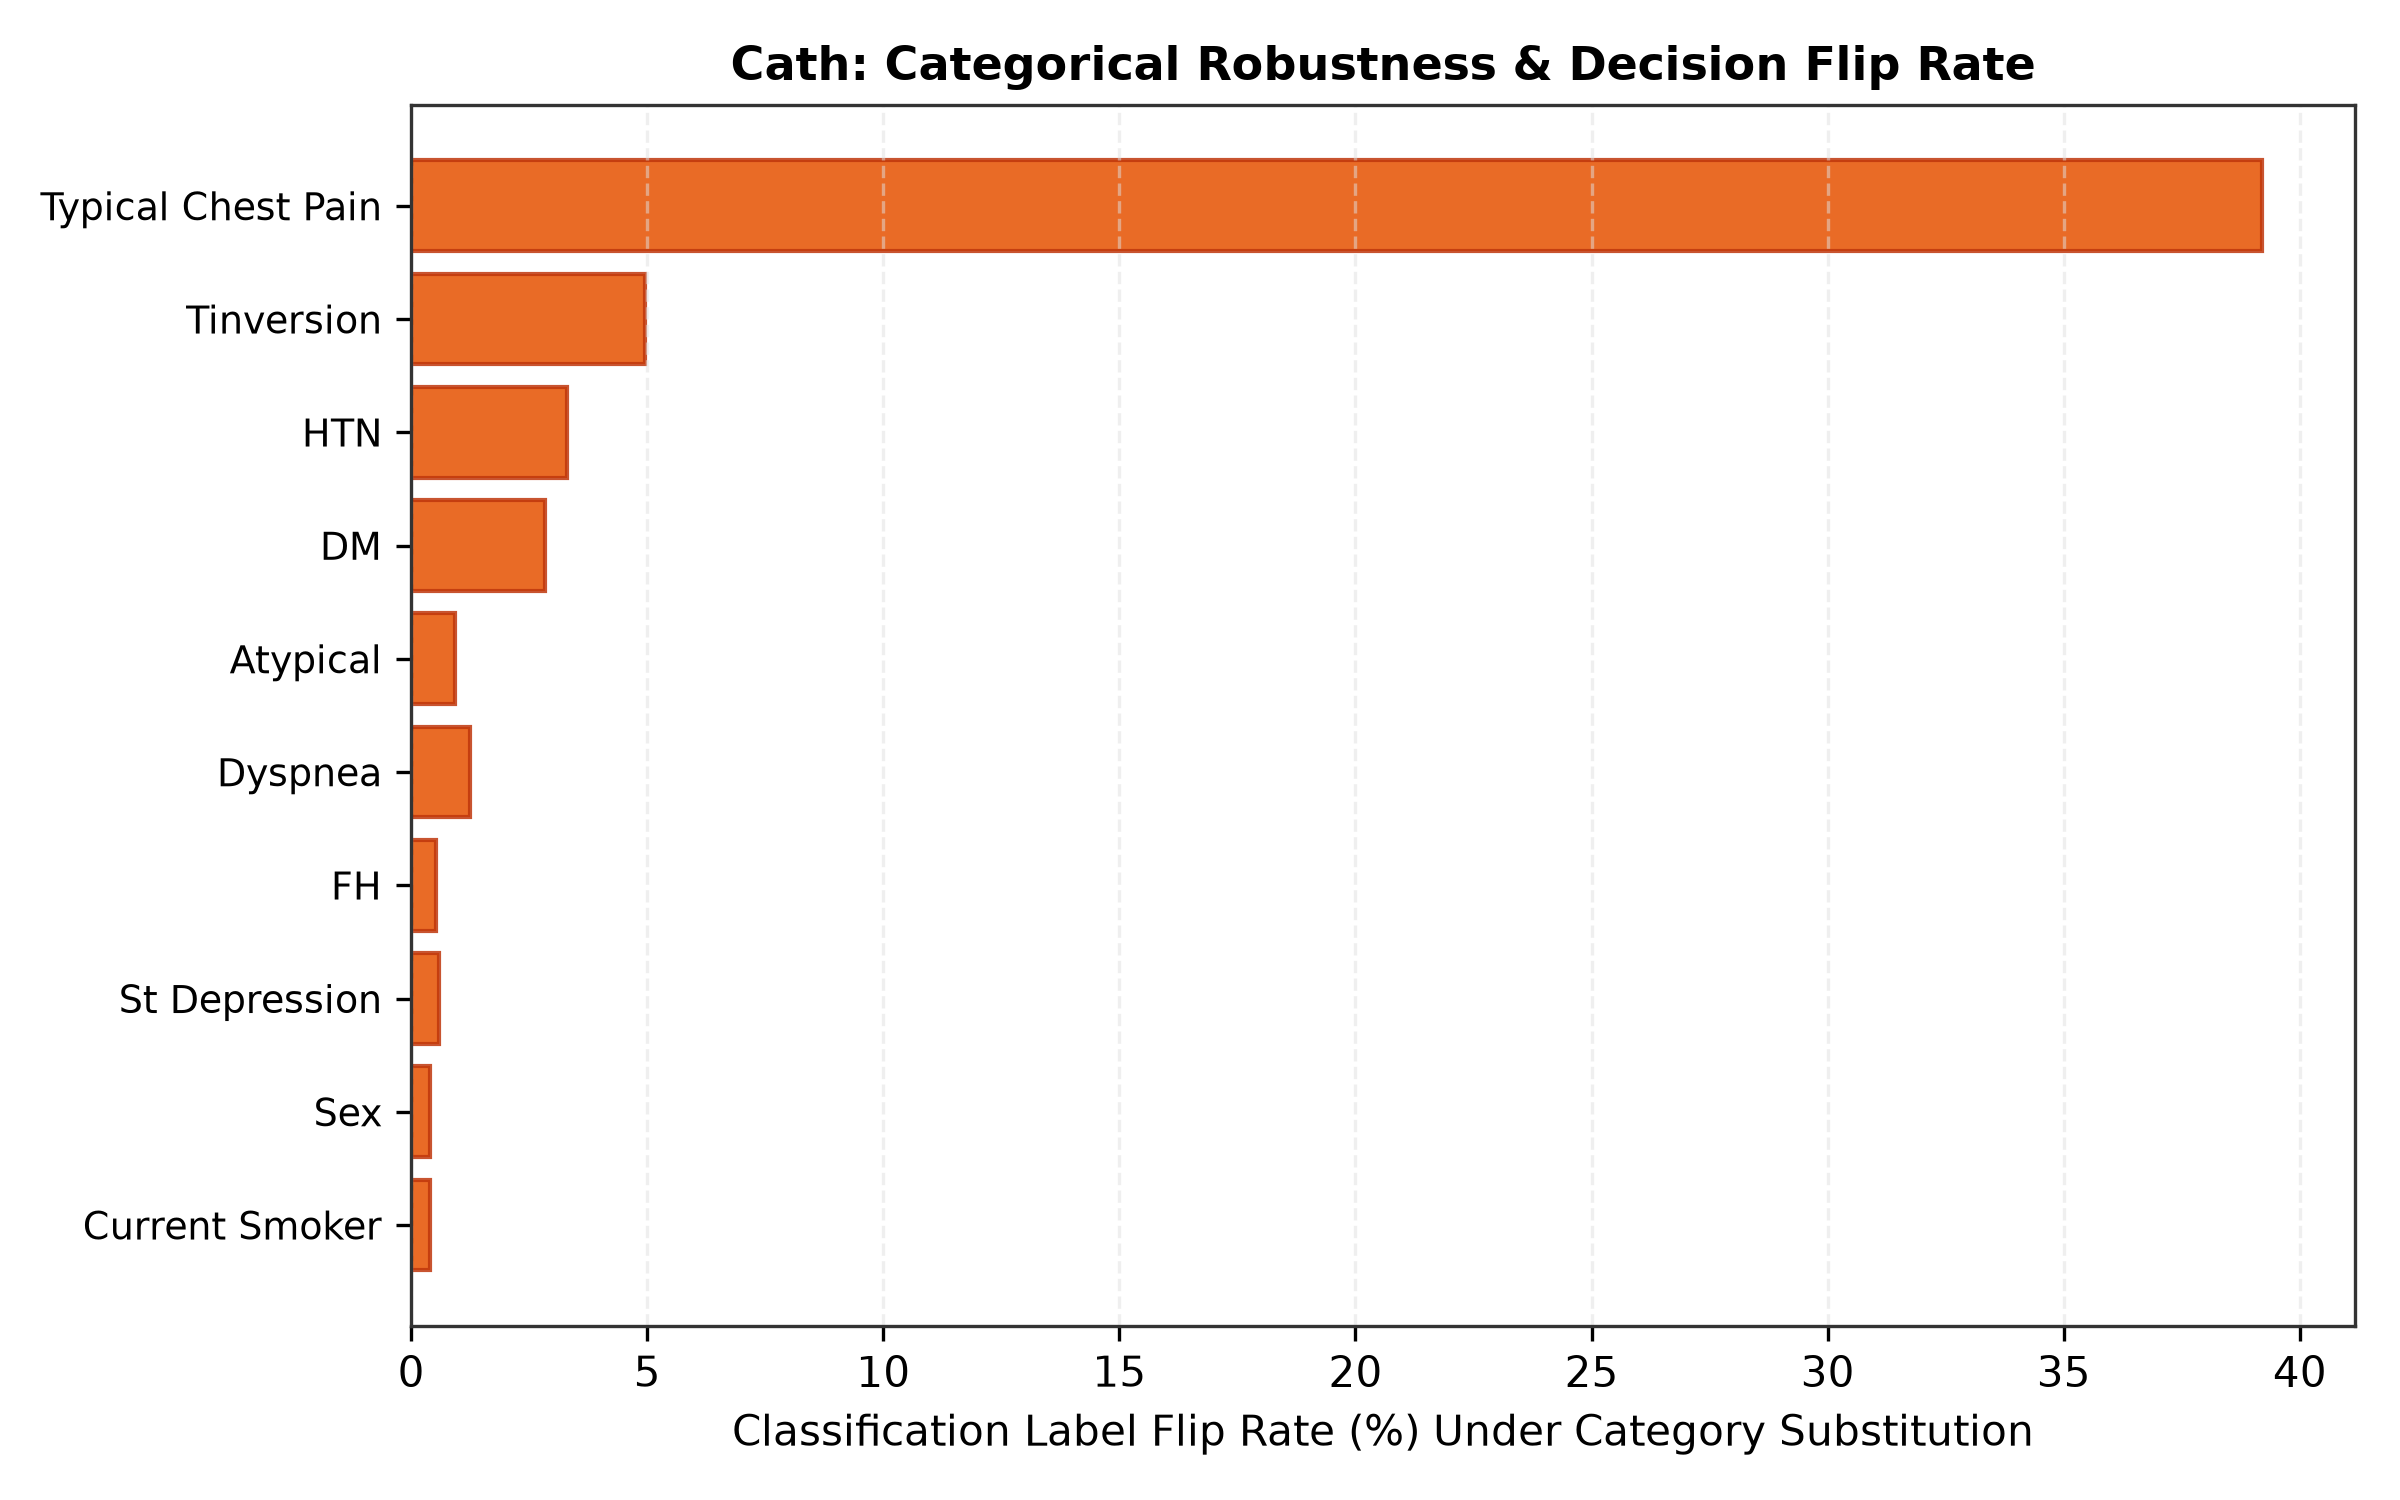 Cath: Categorical Robustness & Decision Flip Rate
Typical Chest Pain
Tinversion
HTN
DM
Atypical
Dyspnea
FH
St Depression
Sex
Current Smoker
0 5 10 15 20 25 30 35 40
Classification Label Flip Rate (%) Under Category Substitution